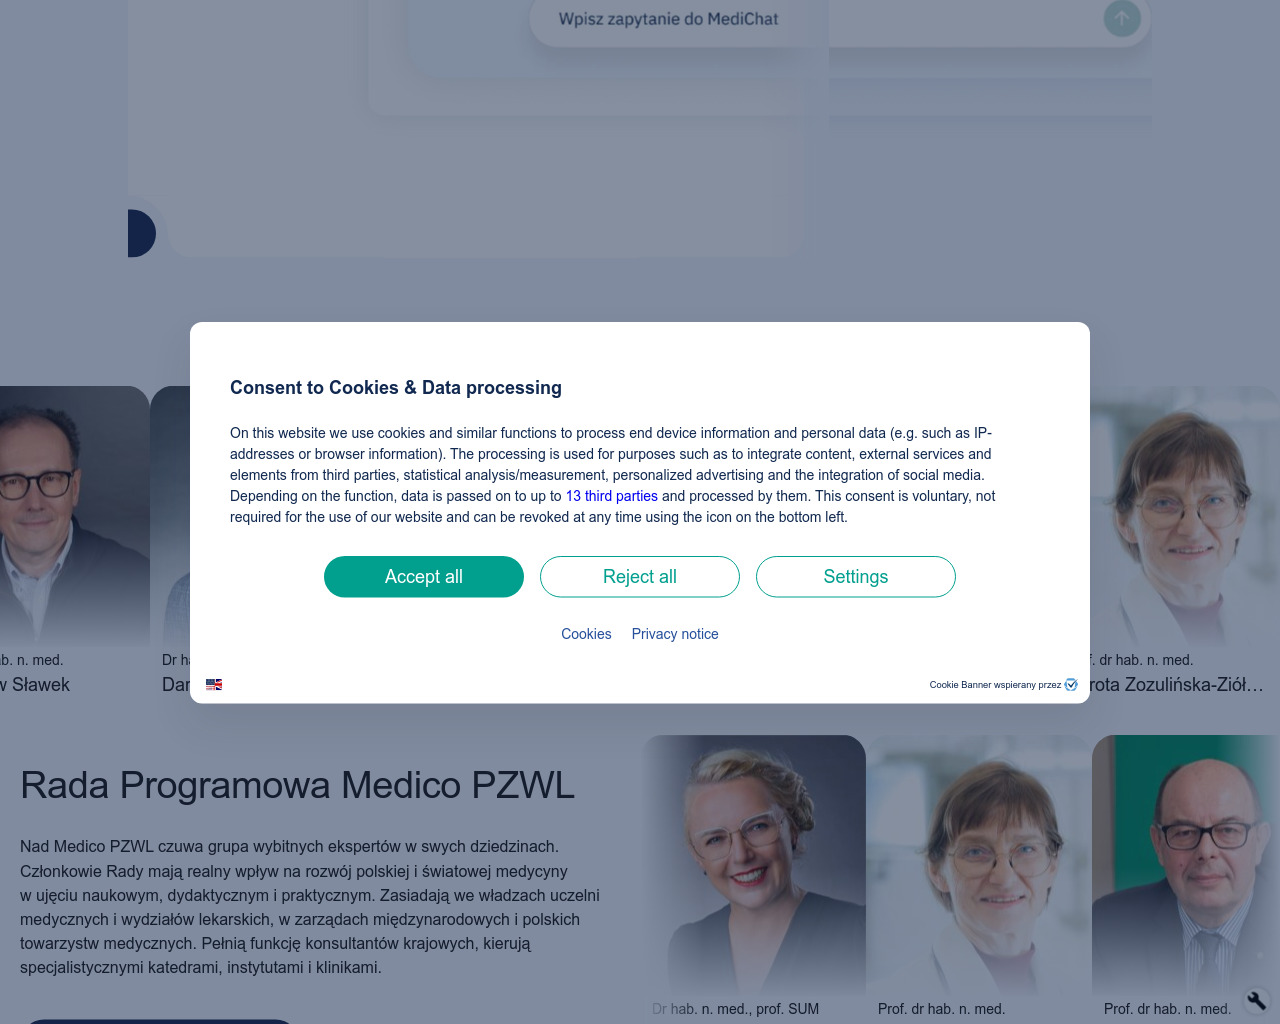 Wpisz zapytanie do MediChat
Consent to Cookies & Data processing
On this website we use cookies and similar functions to process end device information and personal data (e.g. such as IP-
addresses or browser information). The processing is used for purposes such as to integrate content, external services and
elements from third parties, statistical analysis/measurement, personalized advertising and the integration of social media.
Depending on the function, data is passed on to up to 13 third parties and processed by them. This consent is voluntary, not
required for the use of our website and can be revoked at any time using the icon on the bottom left.
Accept all
Reject all
Settings
Cookies
Privacy notice
Cookie Banner wspierany przez
ab. n. med.
w Sławek
Dr ha
Dar
f. dr hab. n. med.
rota Zozulińska-Ziół…
Rada Programowa Medico PZWL
Nad Medico PZWL czuwa grupa wybitnych ekspertów w swych dziedzinach.
Członkowie Rady mają realny wpływ na rozwój polskiej i światowej medycyny
w ujęciu naukowym, dydaktycznym i praktycznym. Zasiadają we władzach uczelni
medycznych i wydziałów lekarskich, w zarządach międzynarodowych i polskich
towarzystw medycznych. Pełnią funkcję konsultantów krajowych, kierują
specjalistycznymi katedrami, instytutami i klinikami.
Dr hab. n. med., prof. SUM
Prof. dr hab. n. med.
Prof. dr hab. n. med.